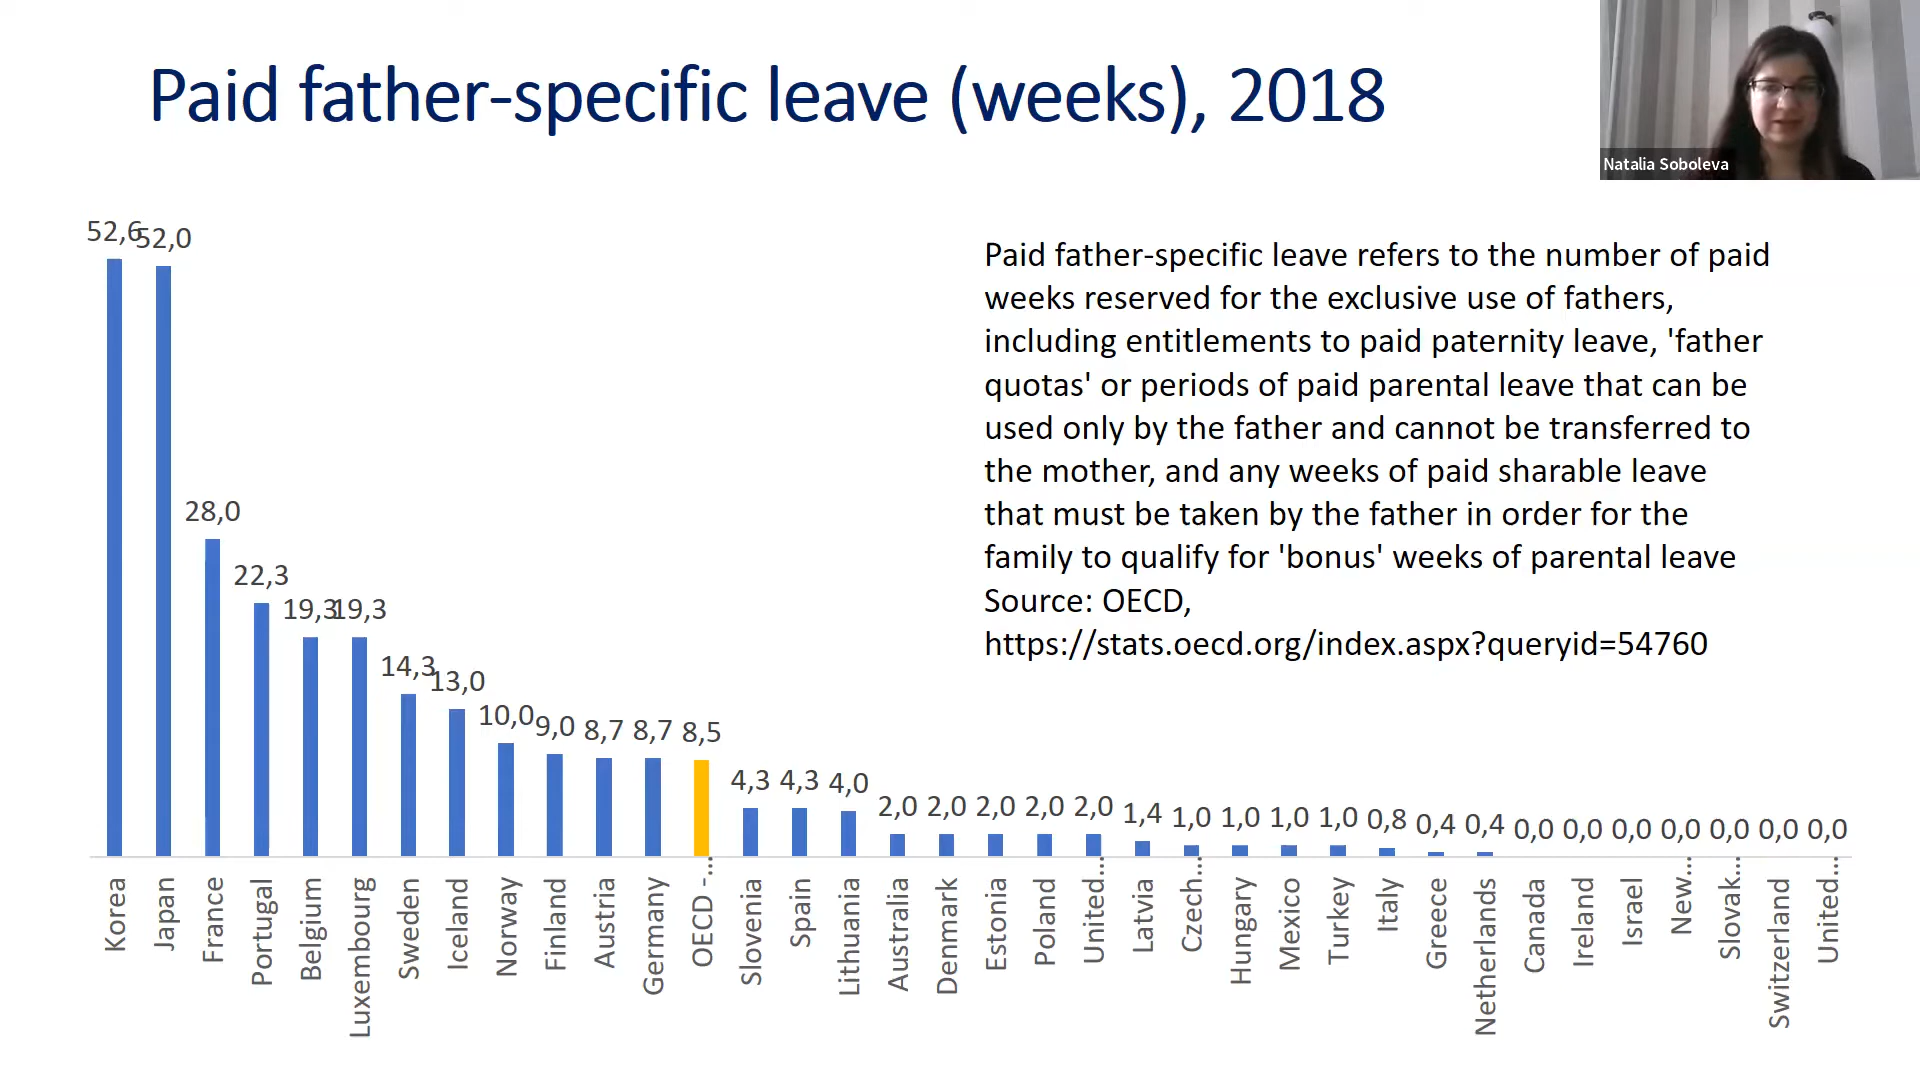 Paid father-specific leave (weeks), 2018
Natalia Soboleva
Paid father-specific leave refers to the number of paid
weeks reserved for the exclusive use of fathers,
including entitlements to paid paternity leave, 'father
quotas' or periods of paid parental leave that can be
used only by the father and cannot be transferred to
the mother, and any weeks of paid sharable leave
that must be taken by the father in order for the
family to qualify for 'bonus' weeks of parental leave
Source: OECD,
https://stats.oecd.org/index.aspx?queryid=54760
52,6
52,0
28,0
22,3
19,3
19,3
14,3
13,0
10,0
9,0
8,7
8,7
8,5
4,3
4,3
4,0
2,0
2,0
2,0
2,0
2,0
1,4
1,0
1,0
1,0
1,0
0,8
0,4
0,4
0,0
0,0
0,0
0,0
0,0
0,0
0,0
Korea
Japan
France
Portugal
Belgium
Luxembourg
Sweden
Iceland
Norway
Finland
Austria
Germany
OECD -...
Slovenia
Spain
Lithuania
Australia
Denmark
Estonia
Poland
United...
Latvia
Czech...
Hungary
Mexico
Turkey
Italy
Greece
Netherlands
Canada
Ireland
Israel
New...
Slovak...
Switzerland
United...